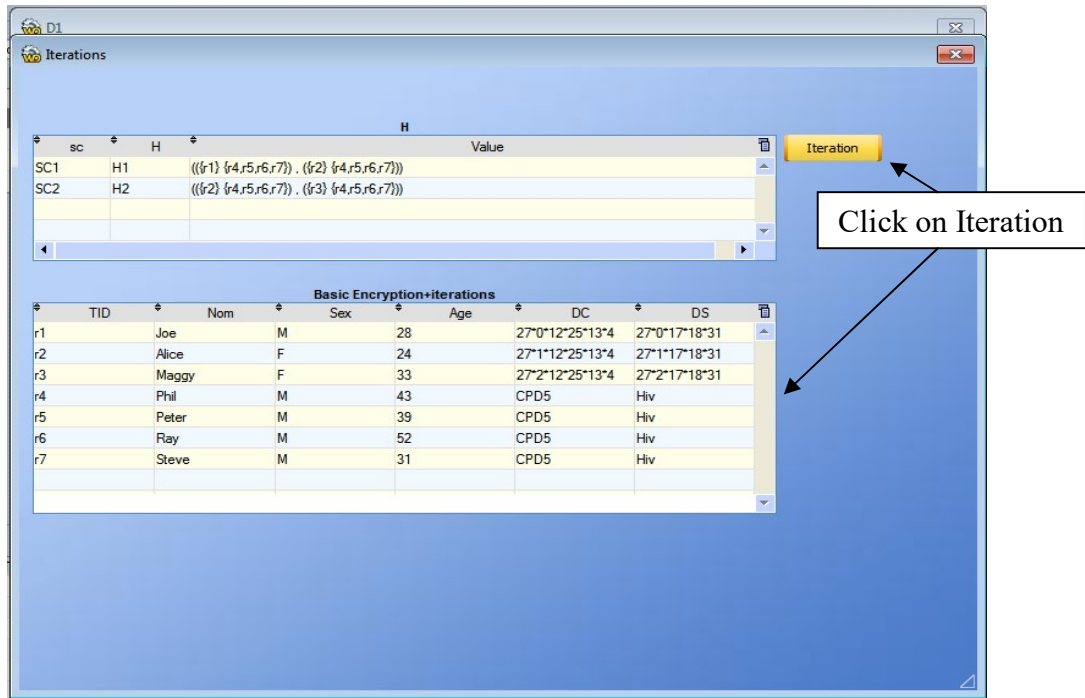 D1
Iterations
H
sc H Value
Iteration
SC1 H1 (({r1} {r4,r5,r6,r7}) , ({r2} {r4,r5,r6,r7}))
SC2 H2 (({r2} {r4,r5,r6,r7}) , ({r3} {r4,r5,r6,r7}))
Click on Iteration
Basic Encryption+iterations
TID Nom Sex Age DC DS
r1 Joe M 28 27*0*12*25*13*4 27*0*17*18*31
r2 Alice F 24 27*1*12*25*13*4 27*1*17*18*31
r3 Maggy F 33 27*2*12*25*13*4 27*2*17*18*31
r4 Phil M 43 CPD5 Hiv
r5 Peter M 39 CPD5 Hiv
r6 Ray M 52 CPD5 Hiv
r7 Steve M 31 CPD5 Hiv